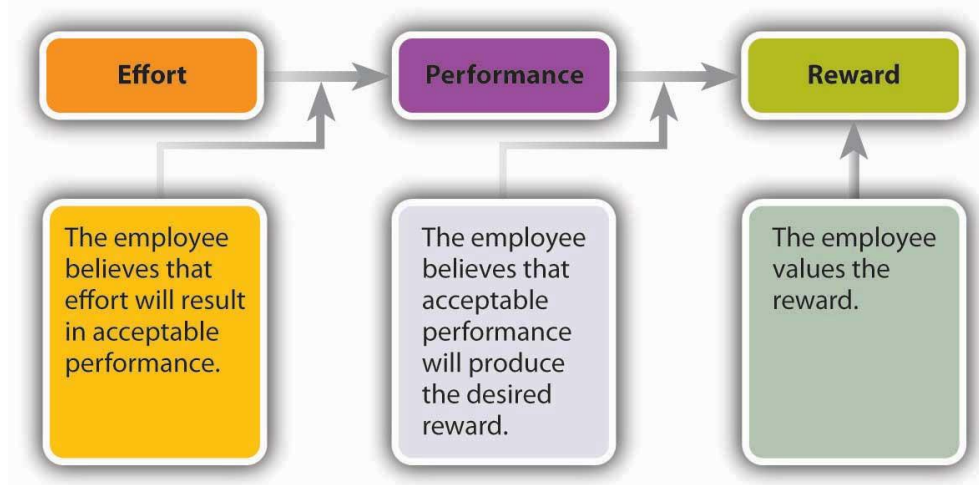 Effort
Performance
Reward
The employee
believes that
effort will result
in acceptable
performance.
The employee
believes that
acceptable
performance
will produce
the desired
reward.
The employee
values the
reward.